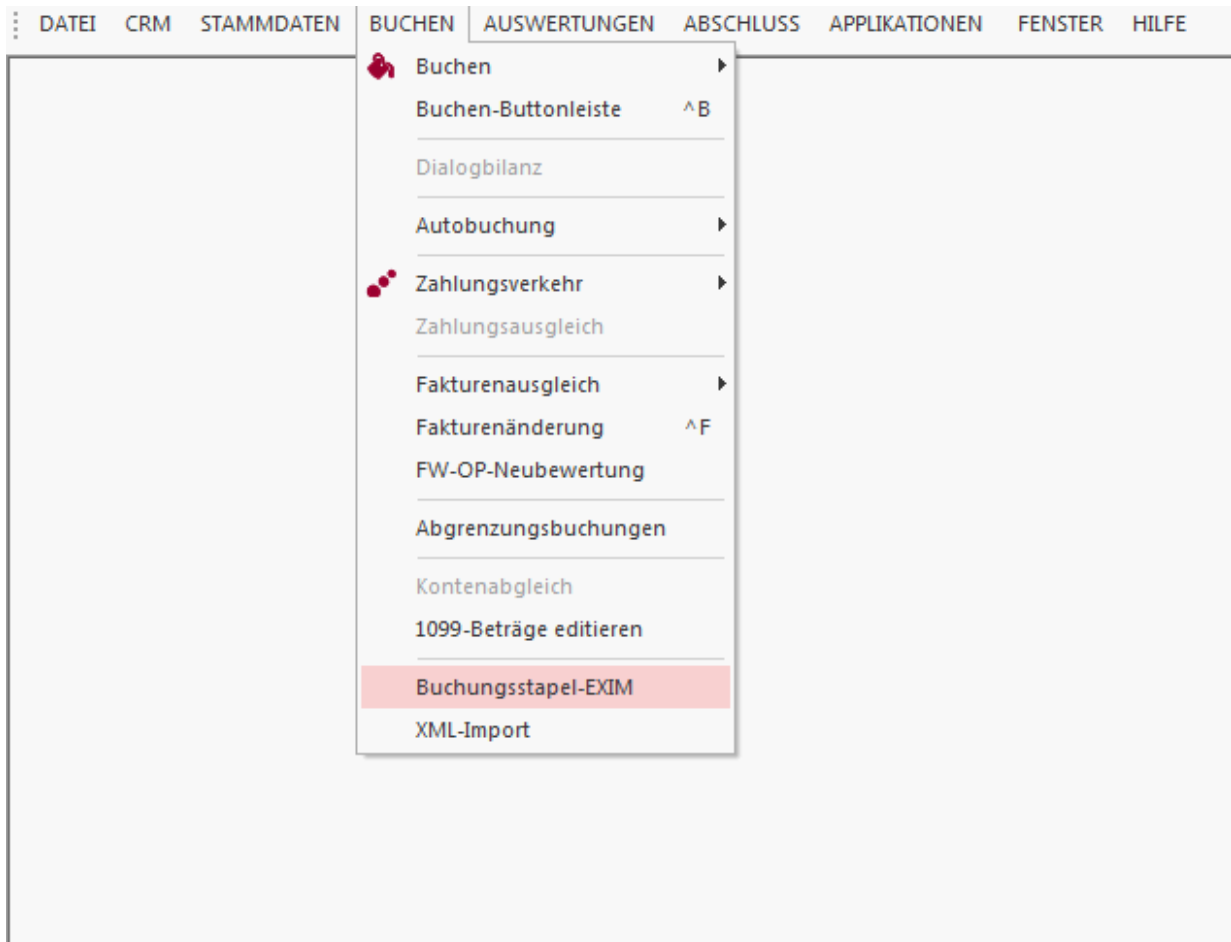 DATEI CRM STAMMDATEN BUCHEN AUSWERTUNGEN ABSCHLUSS APPLIKATIONEN FENSTER HILFE
Buchen
Buchen-Buttonleiste ^B
Dialogbilanz
Autobuchung
Zahlungsverkehr
Zahlungsausgleich
Fakturenausgleich
Fakturenänderung ^F
FW-OP-Neubewertung
Abgrenzungsbuchungen
Kontenabgleich
1099-Beträge editieren
Buchungsstapel-EXIM
XML-Import